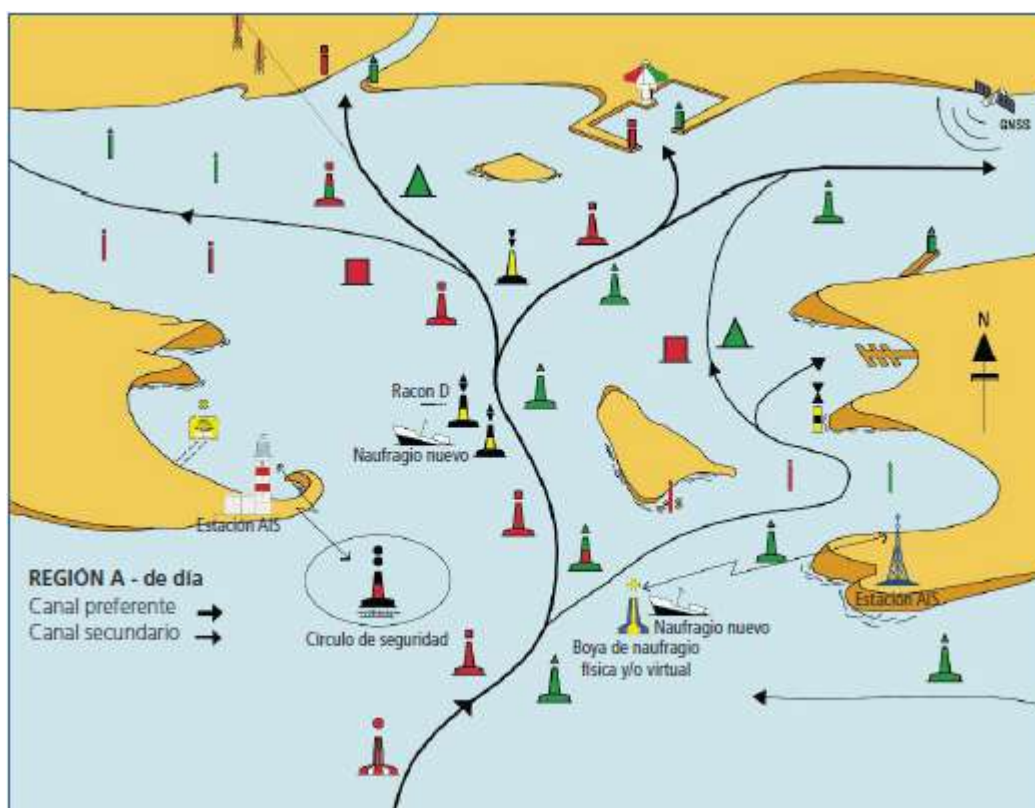 GNSS
N
Racon D
Naufragio nuevo
Estación AIS
REGIÓN A - de día
Canal preferente
Canal secundario
Círculo de seguridad
Estación AIS
Naufragio nuevo
Boya de naufragio
física y/o virtual